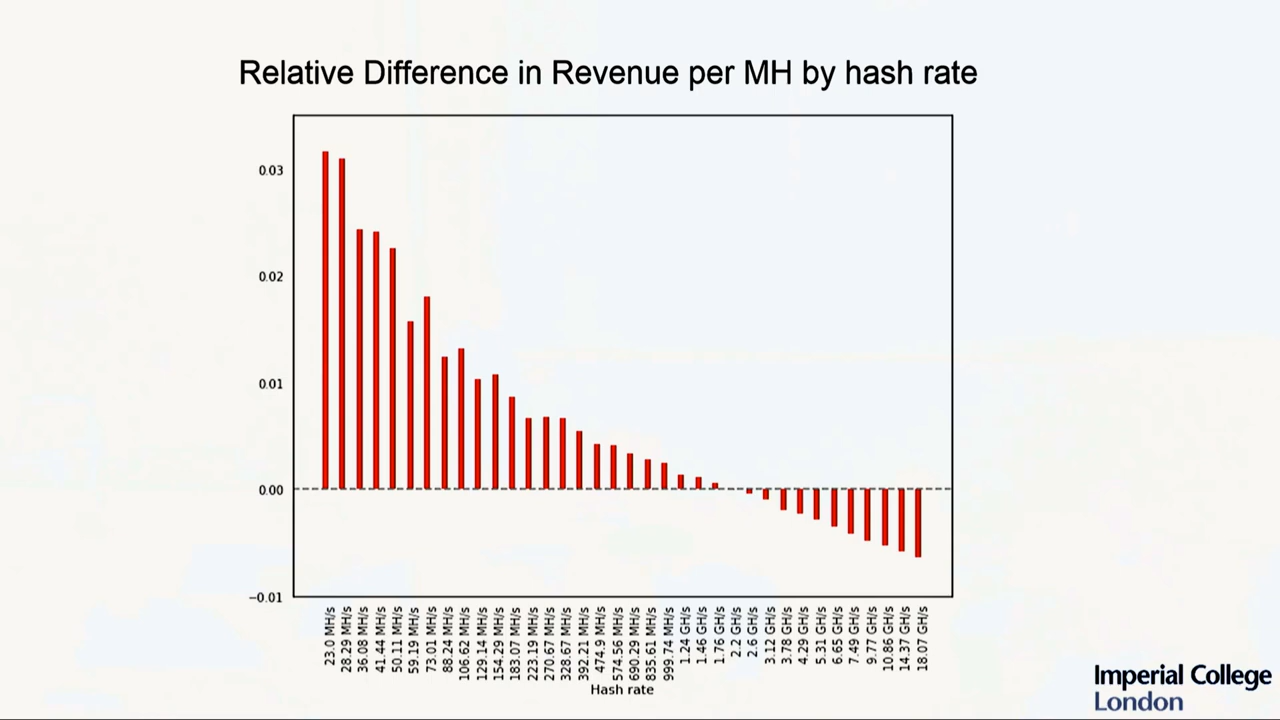 Relative Difference in Revenue per MH by hash rate
0.03
0.02
0.01
0.00
−0.01
23.0 MH/s
28.29 MH/s
36.08 MH/s
41.44 MH/s
50.11 MH/s
59.19 MH/s
73.01 MH/s
88.24 MH/s
106.62 MH/s
129.14 MH/s
154.29 MH/s
183.07 MH/s
223.19 MH/s
270.67 MH/s
328.67 MH/s
392.21 MH/s
474.9 MH/s
574.56 MH/s
690.29 MH/s
835.61 MH/s
999.74 MH/s
1.24 GH/s
1.46 GH/s
1.76 GH/s
2.2 GH/s
2.6 GH/s
3.12 GH/s
3.78 GH/s
4.29 GH/s
5.31 GH/s
6.65 GH/s
7.49 GH/s
9.77 GH/s
10.86 GH/s
14.37 GH/s
18.07 GH/s
Hash rate
Imperial College
London